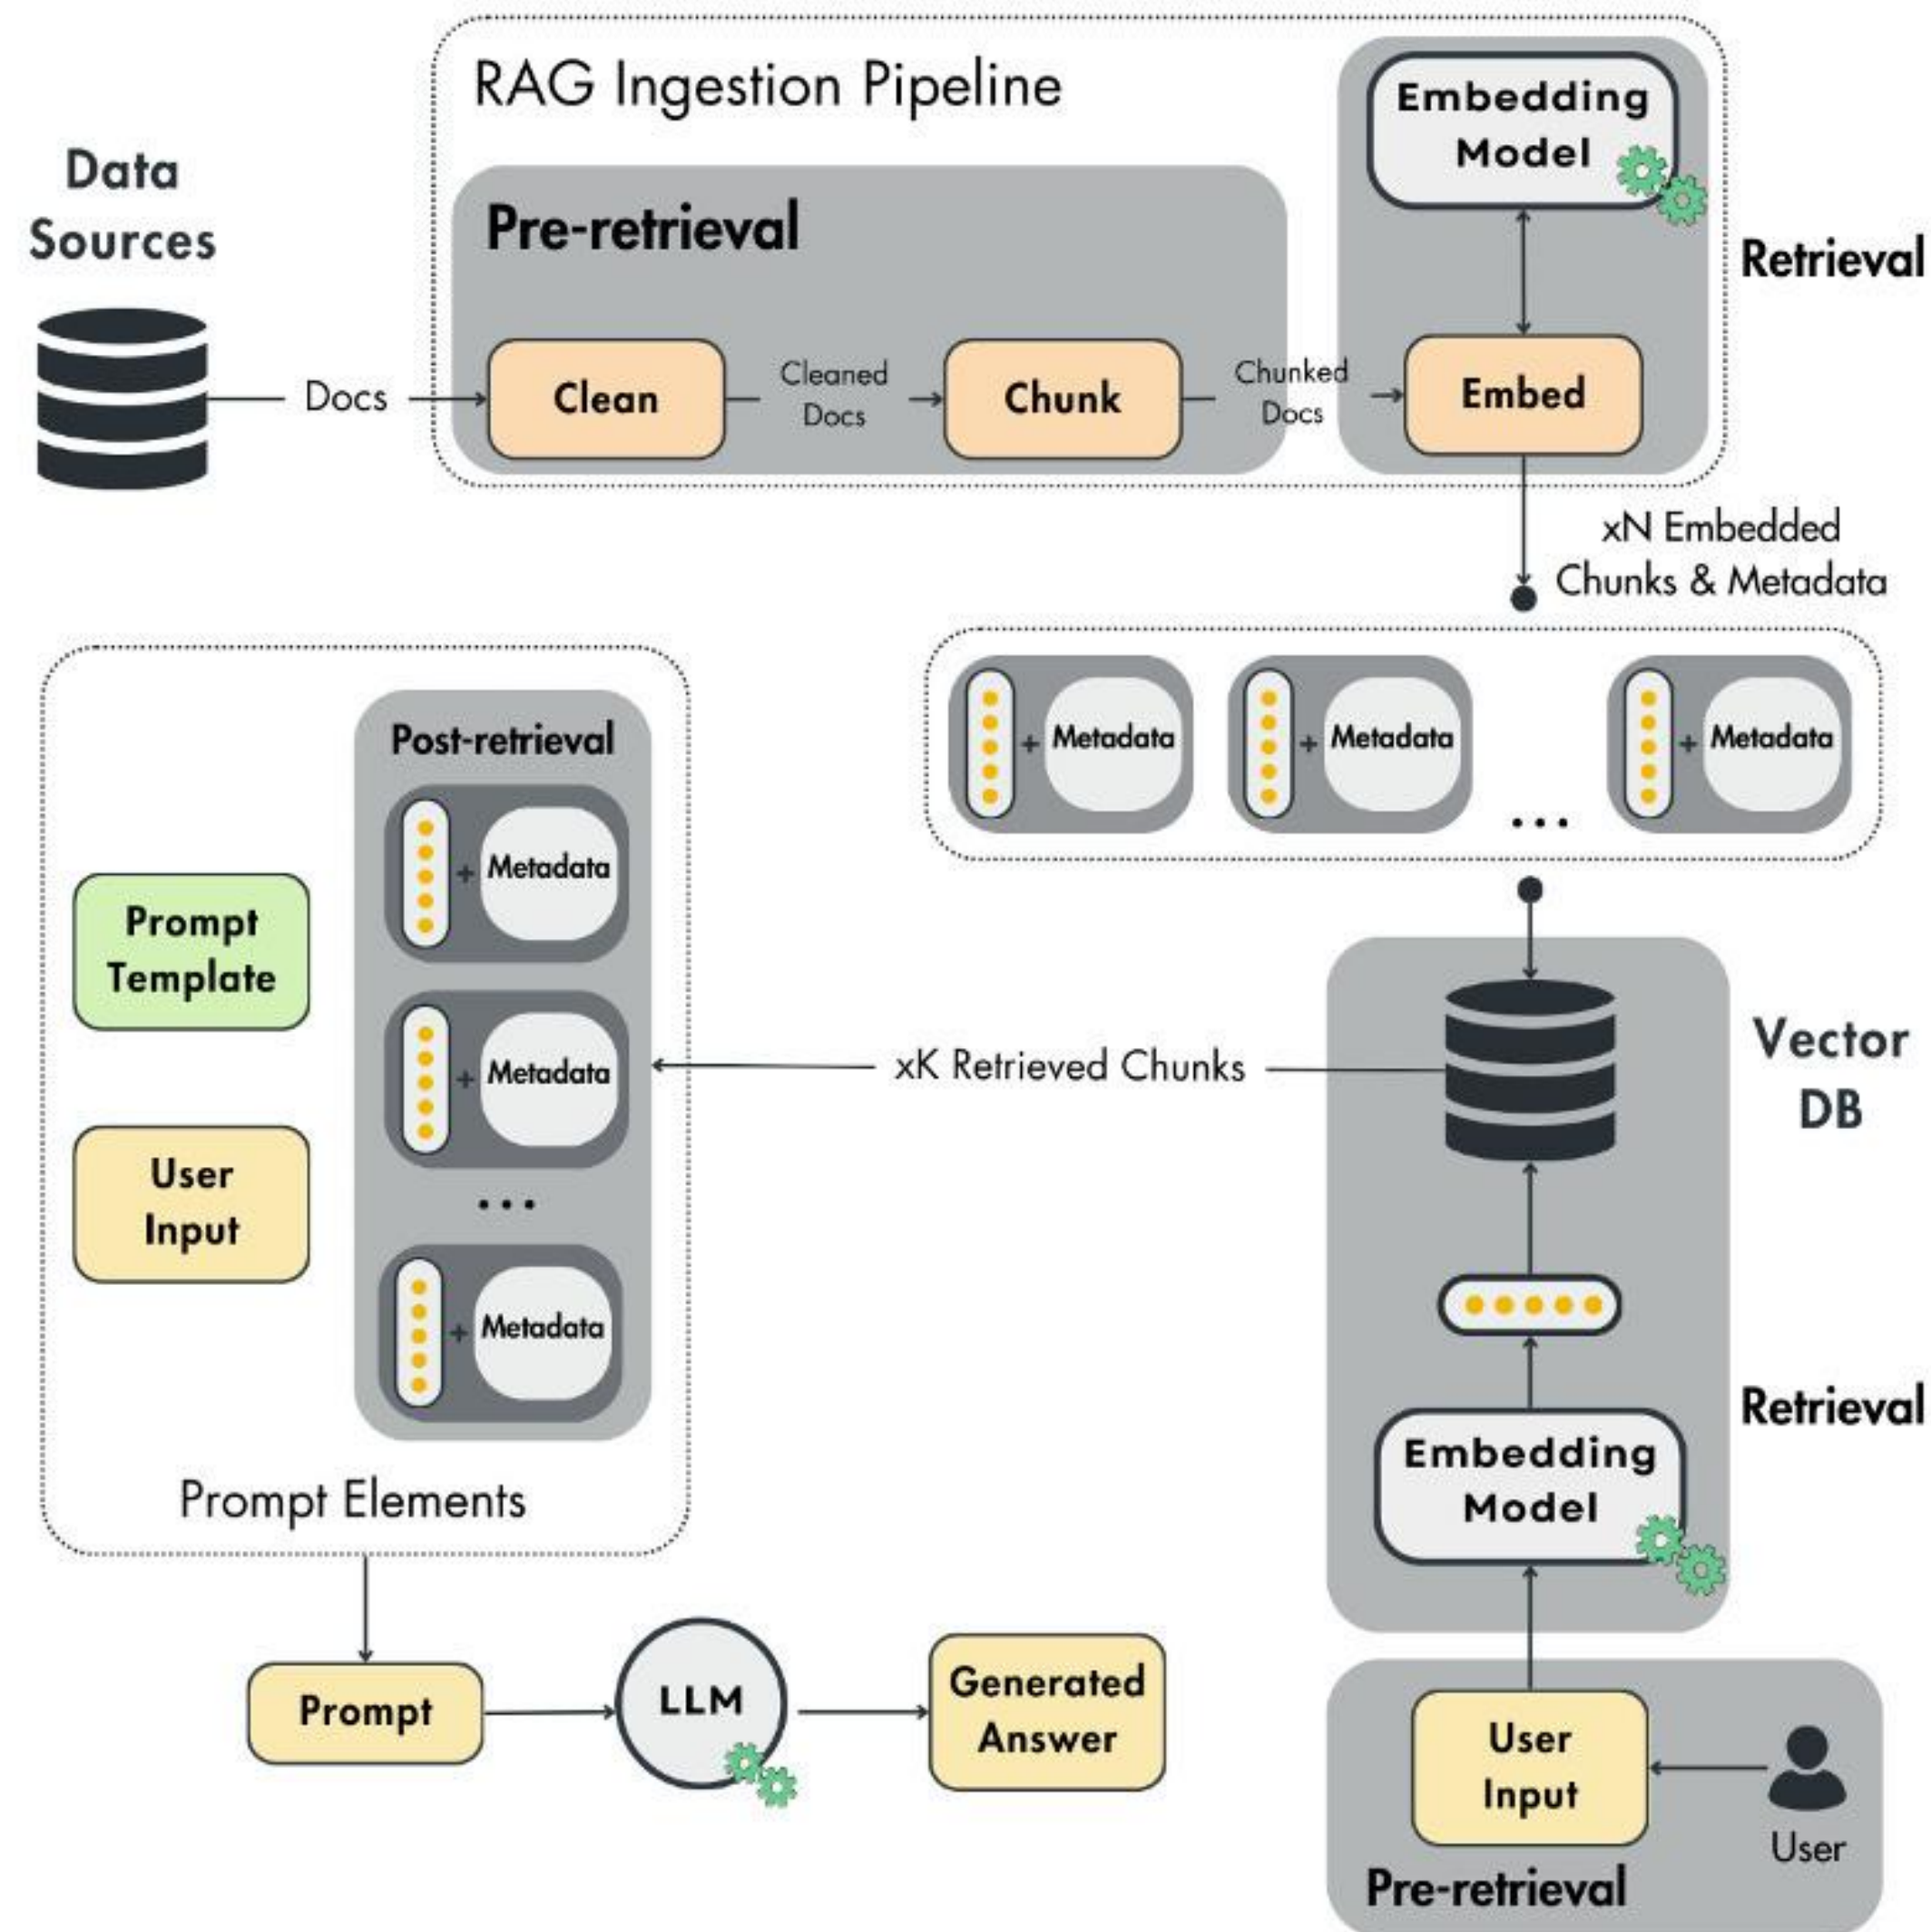 RAG Ingestion Pipeline
Embedding
Model
Data
Sources
Pre-retrieval
Retrieval
Docs
Clean
Cleaned
Docs
Chunk
Chunked
Docs
Embed
xN Embedded
Chunks & Metadata
+ Metadata
+ Metadata
...
+ Metadata
Post-retrieval
+ Metadata
+ Metadata
...
+ Metadata
Prompt
Template
User
Input
Prompt Elements
xK Retrieved Chunks
Vector
DB
Retrieval
Embedding
Model
Prompt
LLM
Generated
Answer
User
Input
User
Pre-retrieval